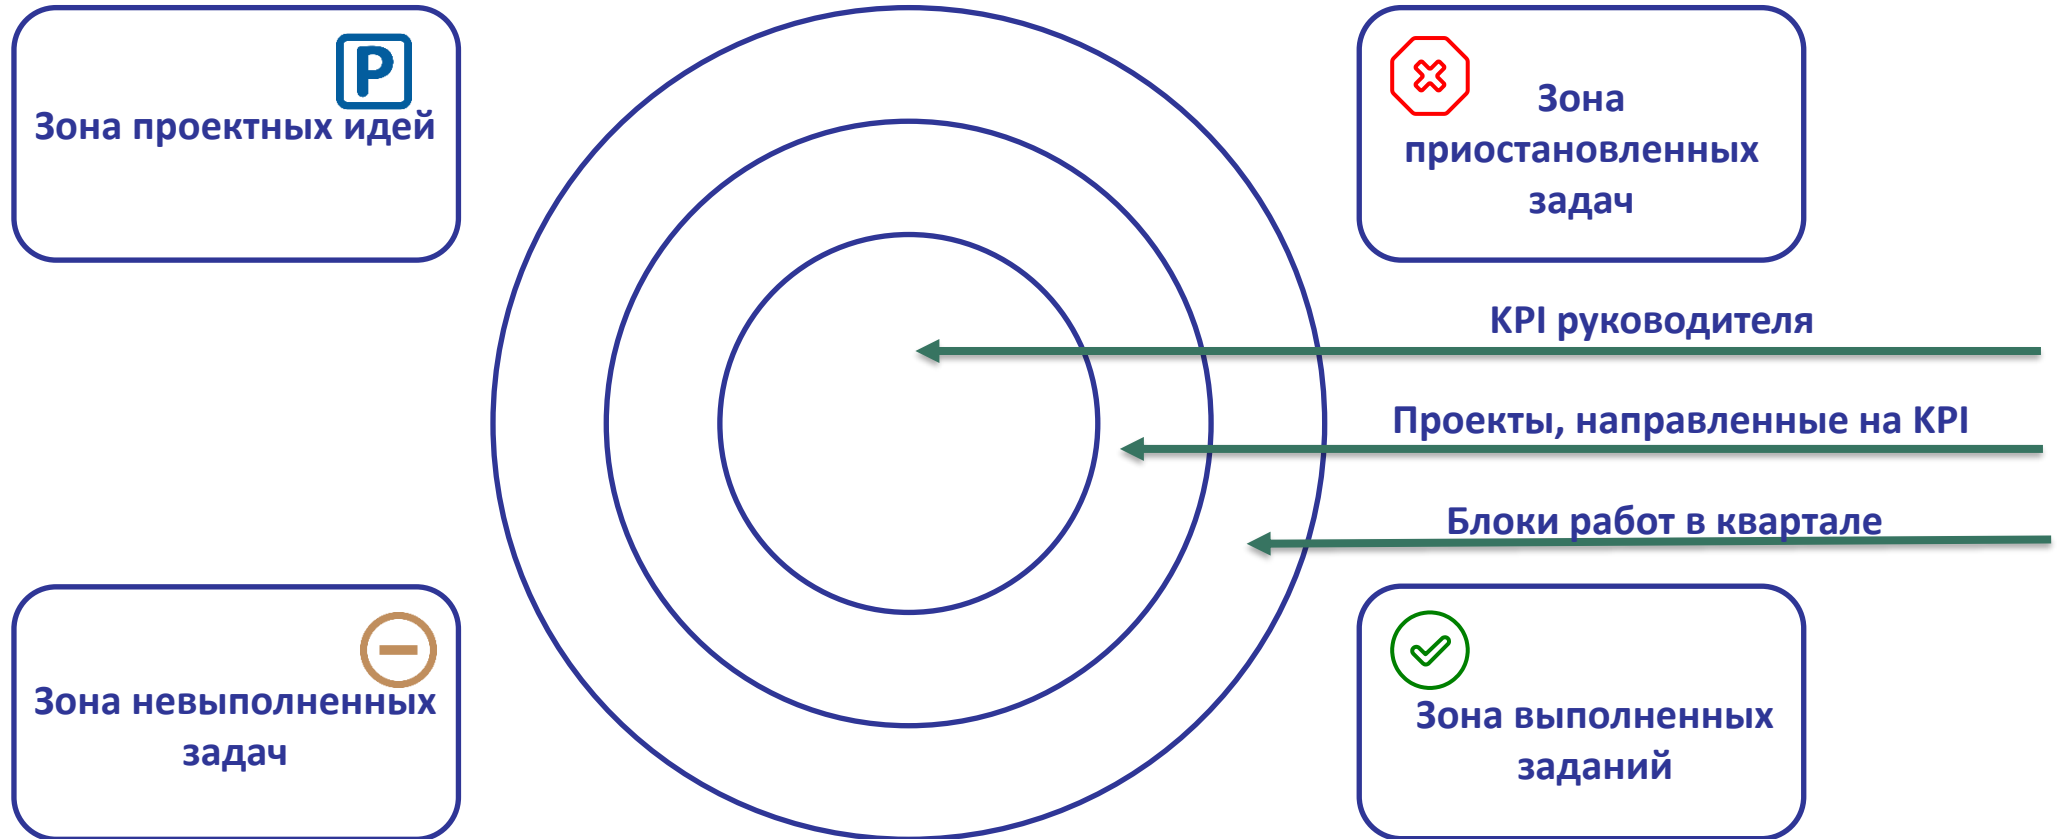 P
Зона проектных идей
Зона
приостановленных
задач
KPI руководителя
Проекты, направленные на KPI
Блоки работ в квартале
Зона невыполненных
задач
Зона выполненных
заданий